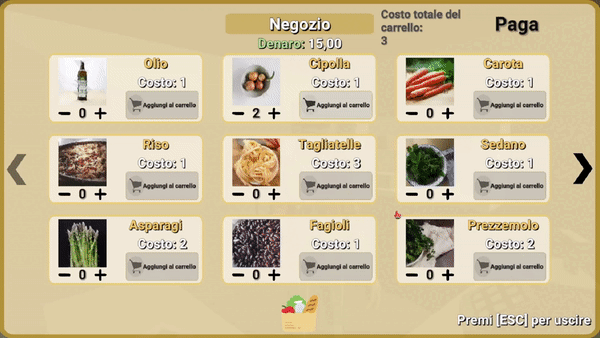 Negozio
Denaro: 15,00
Costo totale del
carrello:
3
Paga
Olio
Costo: 1
Aggiungi al carrello
0
Cipolla
Costo: 1
Aggiungi al carrello
2
Carota
Costo: 1
Aggiungi al carrello
0
Riso
Costo: 1
Aggiungi al carrello
0
Tagliatelle
Costo: 3
Aggiungi al carrello
0
Sedano
Costo: 1
Aggiungi al carrello
0
Asparagi
Costo: 2
Aggiungi al carrello
0
Fagioli
Costo: 1
Aggiungi al carrello
0
Prezzemolo
Costo: 2
Aggiungi al carrello
0
Premi [ESC] per uscire